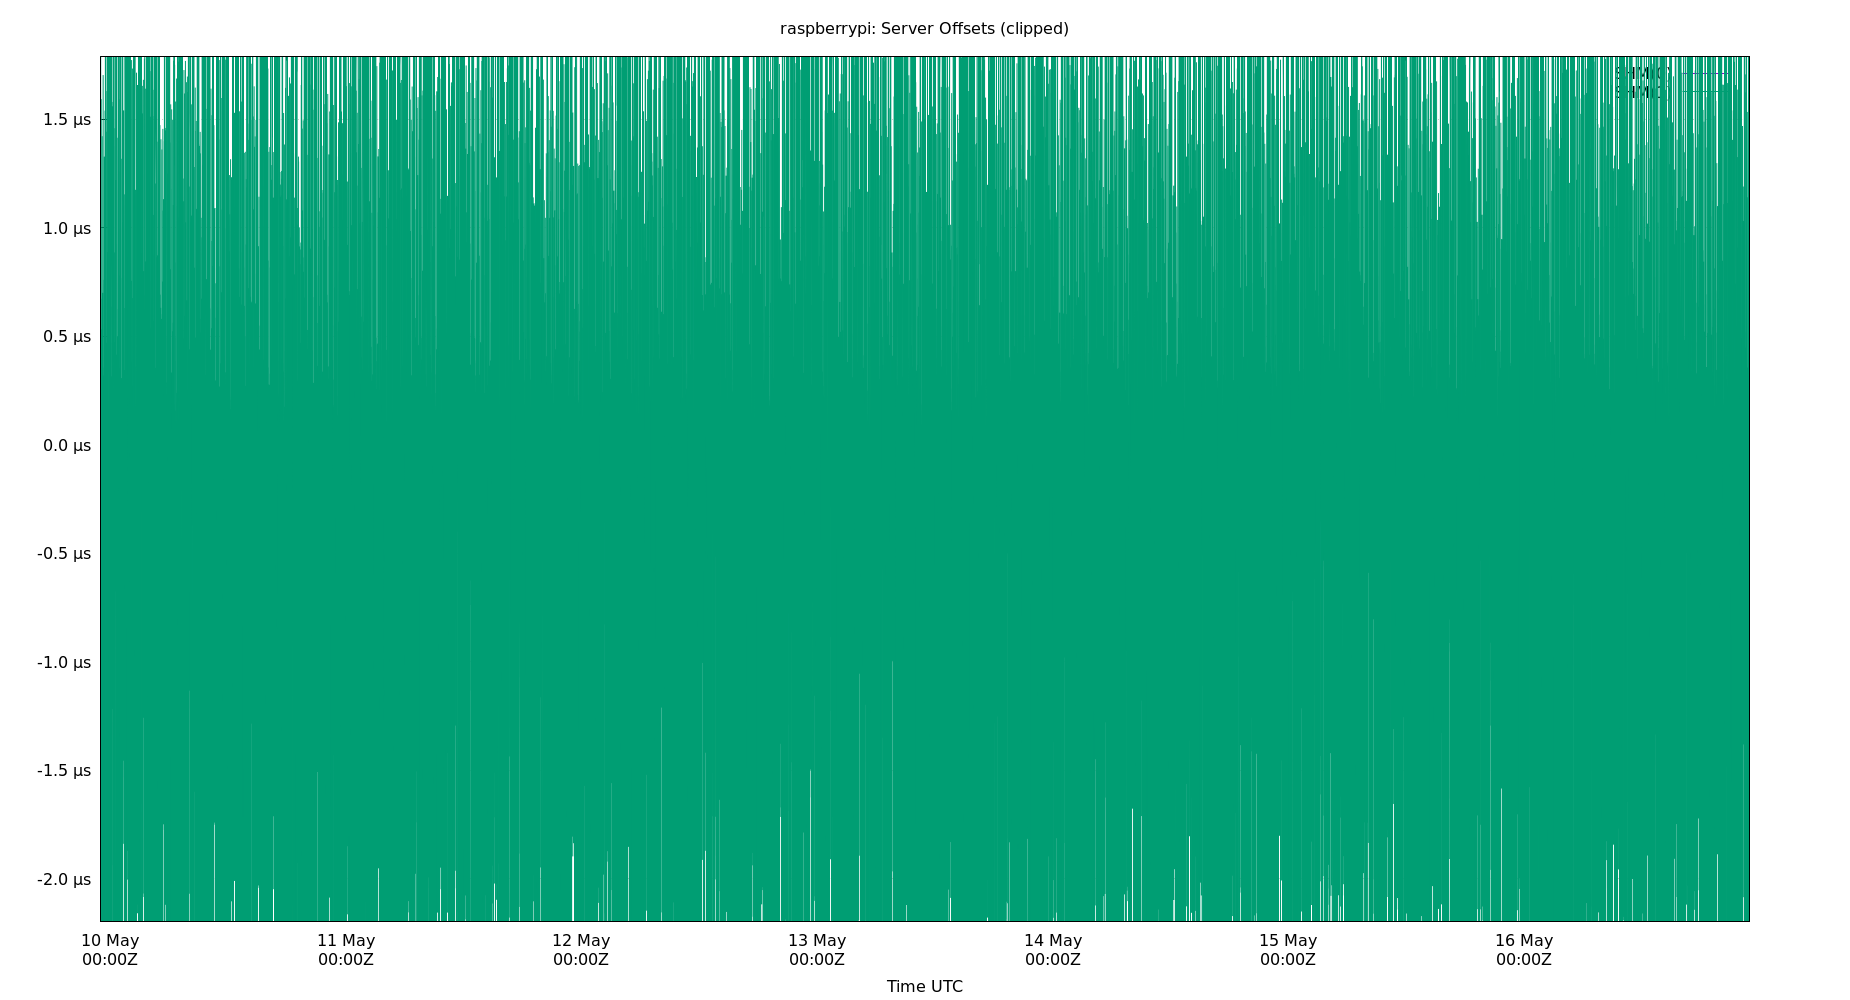 raspberrypi: Server Offsets (clipped)
1.5 µs
1.0 µs
0.5 µs
0.0 µs
-0.5 µs
-1.0 µs
-1.5 µs
-2.0 µs
10 May
00:00Z
11 May
00:00Z
12 May
00:00Z
13 May
00:00Z
14 May
00:00Z
15 May
00:00Z
16 May
00:00Z
Time UTC